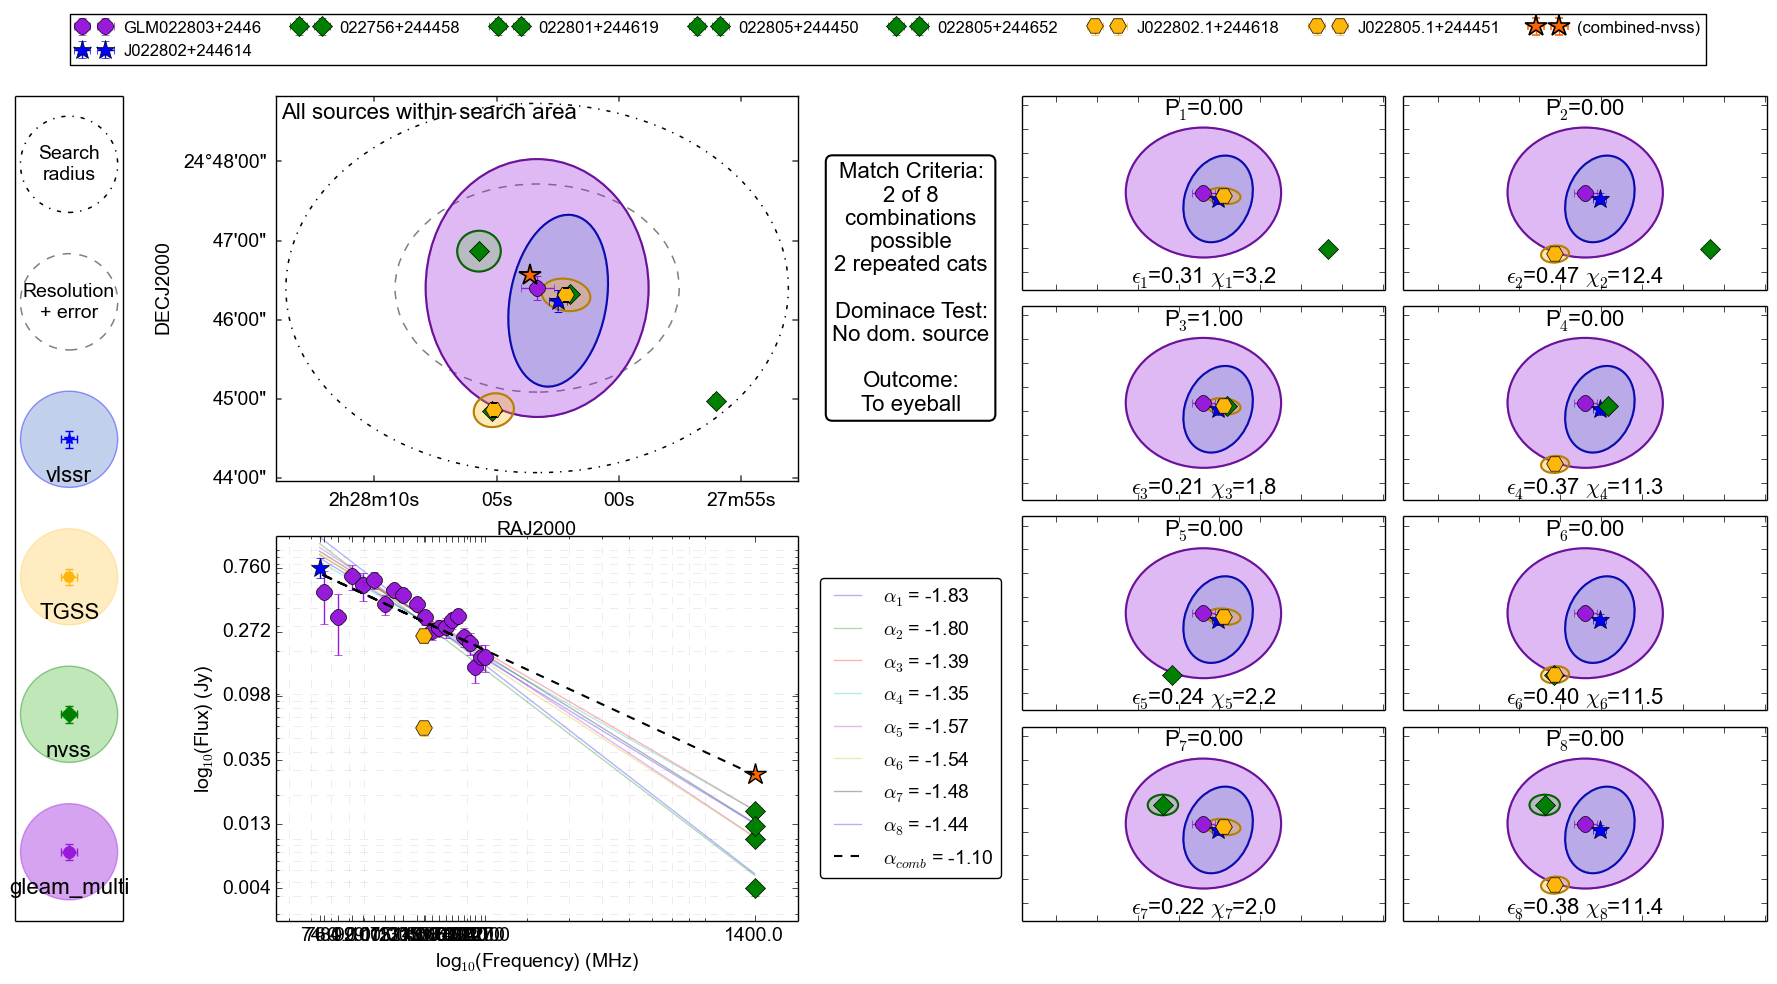 GLM022803+2446 022756+244458 022801+244619 022805+244450 022805+244652 J022802.1+244618 J022805.1+244451 (combined-nvss)
J022802+244614
Search
radius
Resolution
+ error
vlssr
TGSS
nvss
gleam_multi
All sources within search area
DECJ2000
24°48'00"
47'00"
46'00"
45'00"
44'00"
2h28m10s 05s 00s 27m55s
RAJ2000
Match Criteria:
2 of 8
combinations
possible
2 repeated cats
Dominace Test:
No dom. source
Outcome:
To eyeball
log10(Flux) (Jy)
0.760
0.272
0.098
0.035
0.013
0.004
1400.0
log10(Frequency) (MHz)
α1 = -1.83
α2 = -1.80
α3 = -1.39
α4 = -1.35
α5 = -1.57
α6 = -1.54
α7 = -1.48
α8 = -1.44
αcomb = -1.10
P1=0.00
ϵ1=0.31 χ1=3.2
P2=0.00
ϵ2=0.47 χ2=12.4
P3=1.00
ϵ3=0.21 χ3=1.8
P4=0.00
ϵ4=0.37 χ4=11.3
P5=0.00
ϵ5=0.24 χ5=2.2
P6=0.00
ϵ6=0.40 χ6=11.5
P7=0.00
ϵ7=0.22 χ7=2.0
P8=0.00
ϵ8=0.38 χ8=11.4